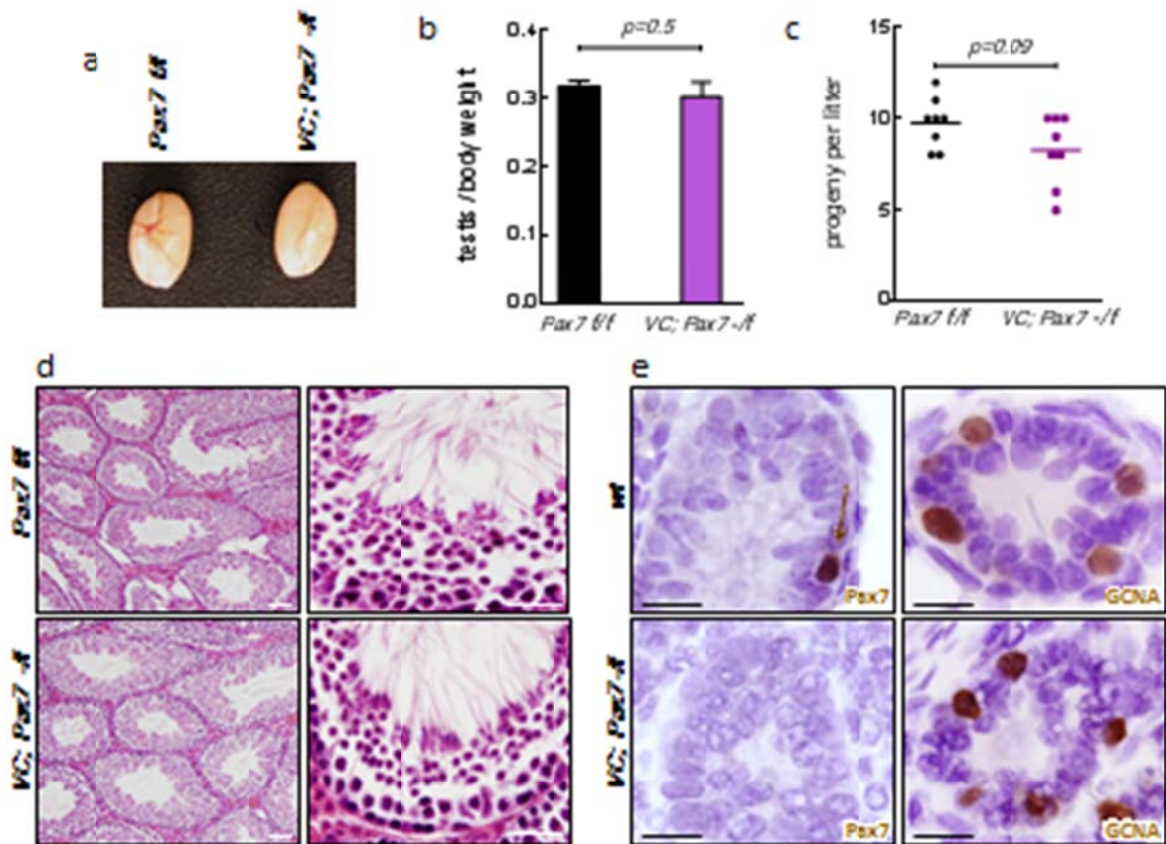 a
Pax7 f/f
VC; Pax7 -/f
b
testis / body weight
0.4
0.3
0.2
0.1
0.0
p=0.5
Pax7 f/f
VC; Pax7 -/f
c
progeny per litter
15
10
5
0
p=0.09
Pax7 f/f
VC; Pax7 -/f
d
Pax7 f/f
VC; Pax7 -/f
e
wt
Pax7
GCNA
VC; Pax7 -/f
Pax7
GCNA